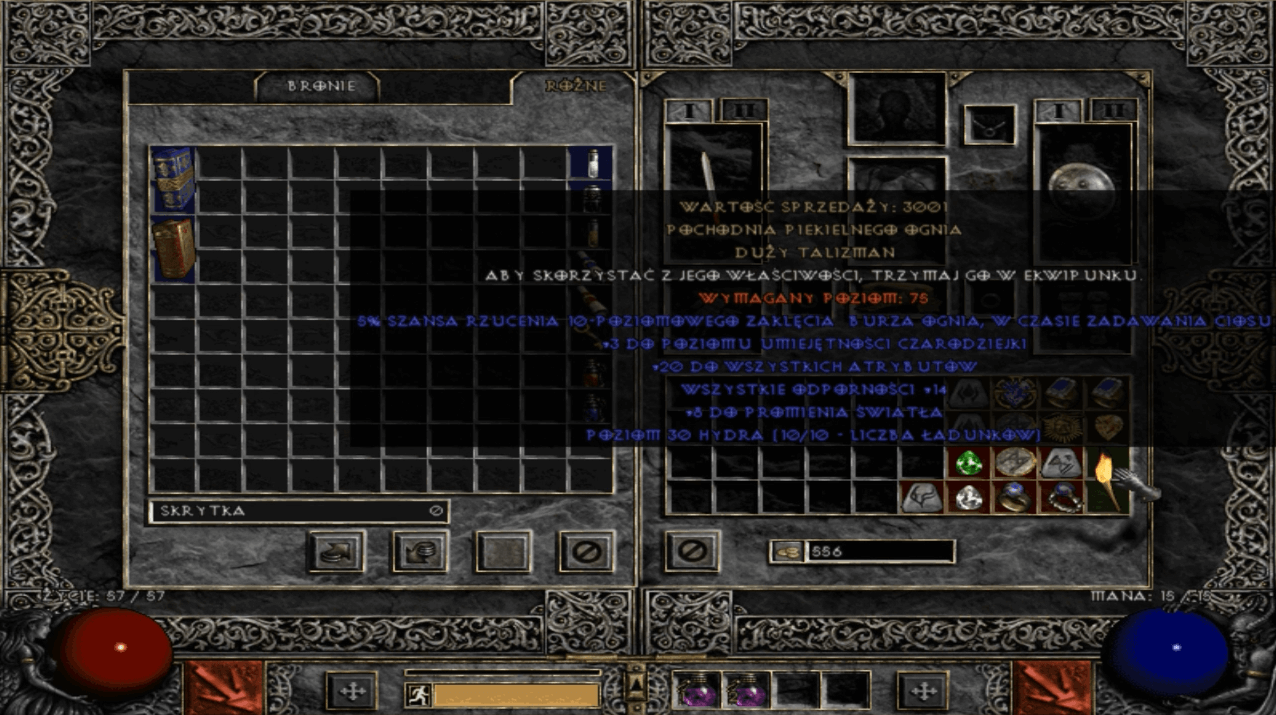 BRONIE
RÓŻNE
I
II
I
II
WARTOŚĆ SPRZEDAŻY: 3001
POCHODNIA PIEKIELNEGO OGNIA
DUŻY TALIZMAN
ABY SKORZYSTAĆ Z JEGO WŁAŚCIWOŚCI, TRZYMAJ GO W EKWIPUNKU.
WYMAGANY POZIOM: 75
5% SZANSA RZUCENIA 10-POZIOMOWEGO ZAKLĘCIA BURZA OGNIA, W CZASIE ZADAWANIA CIOSU
+3 DO POZIOMU UMIEJĘTNOŚCI CZARODZIEJKI
+20 DO WSZYSTKICH ATRYBUTÓW
WSZYSTKIE ODPORNOŚCI +14
+8 DO PROMIENIA ŚWIATŁA
POZIOM 30 HYDRA (10/10 - LICZBA ŁADUNKÓW)
SKRYTKA
556
ŻYCIE: 57 / 57
MANA: 15 / 15